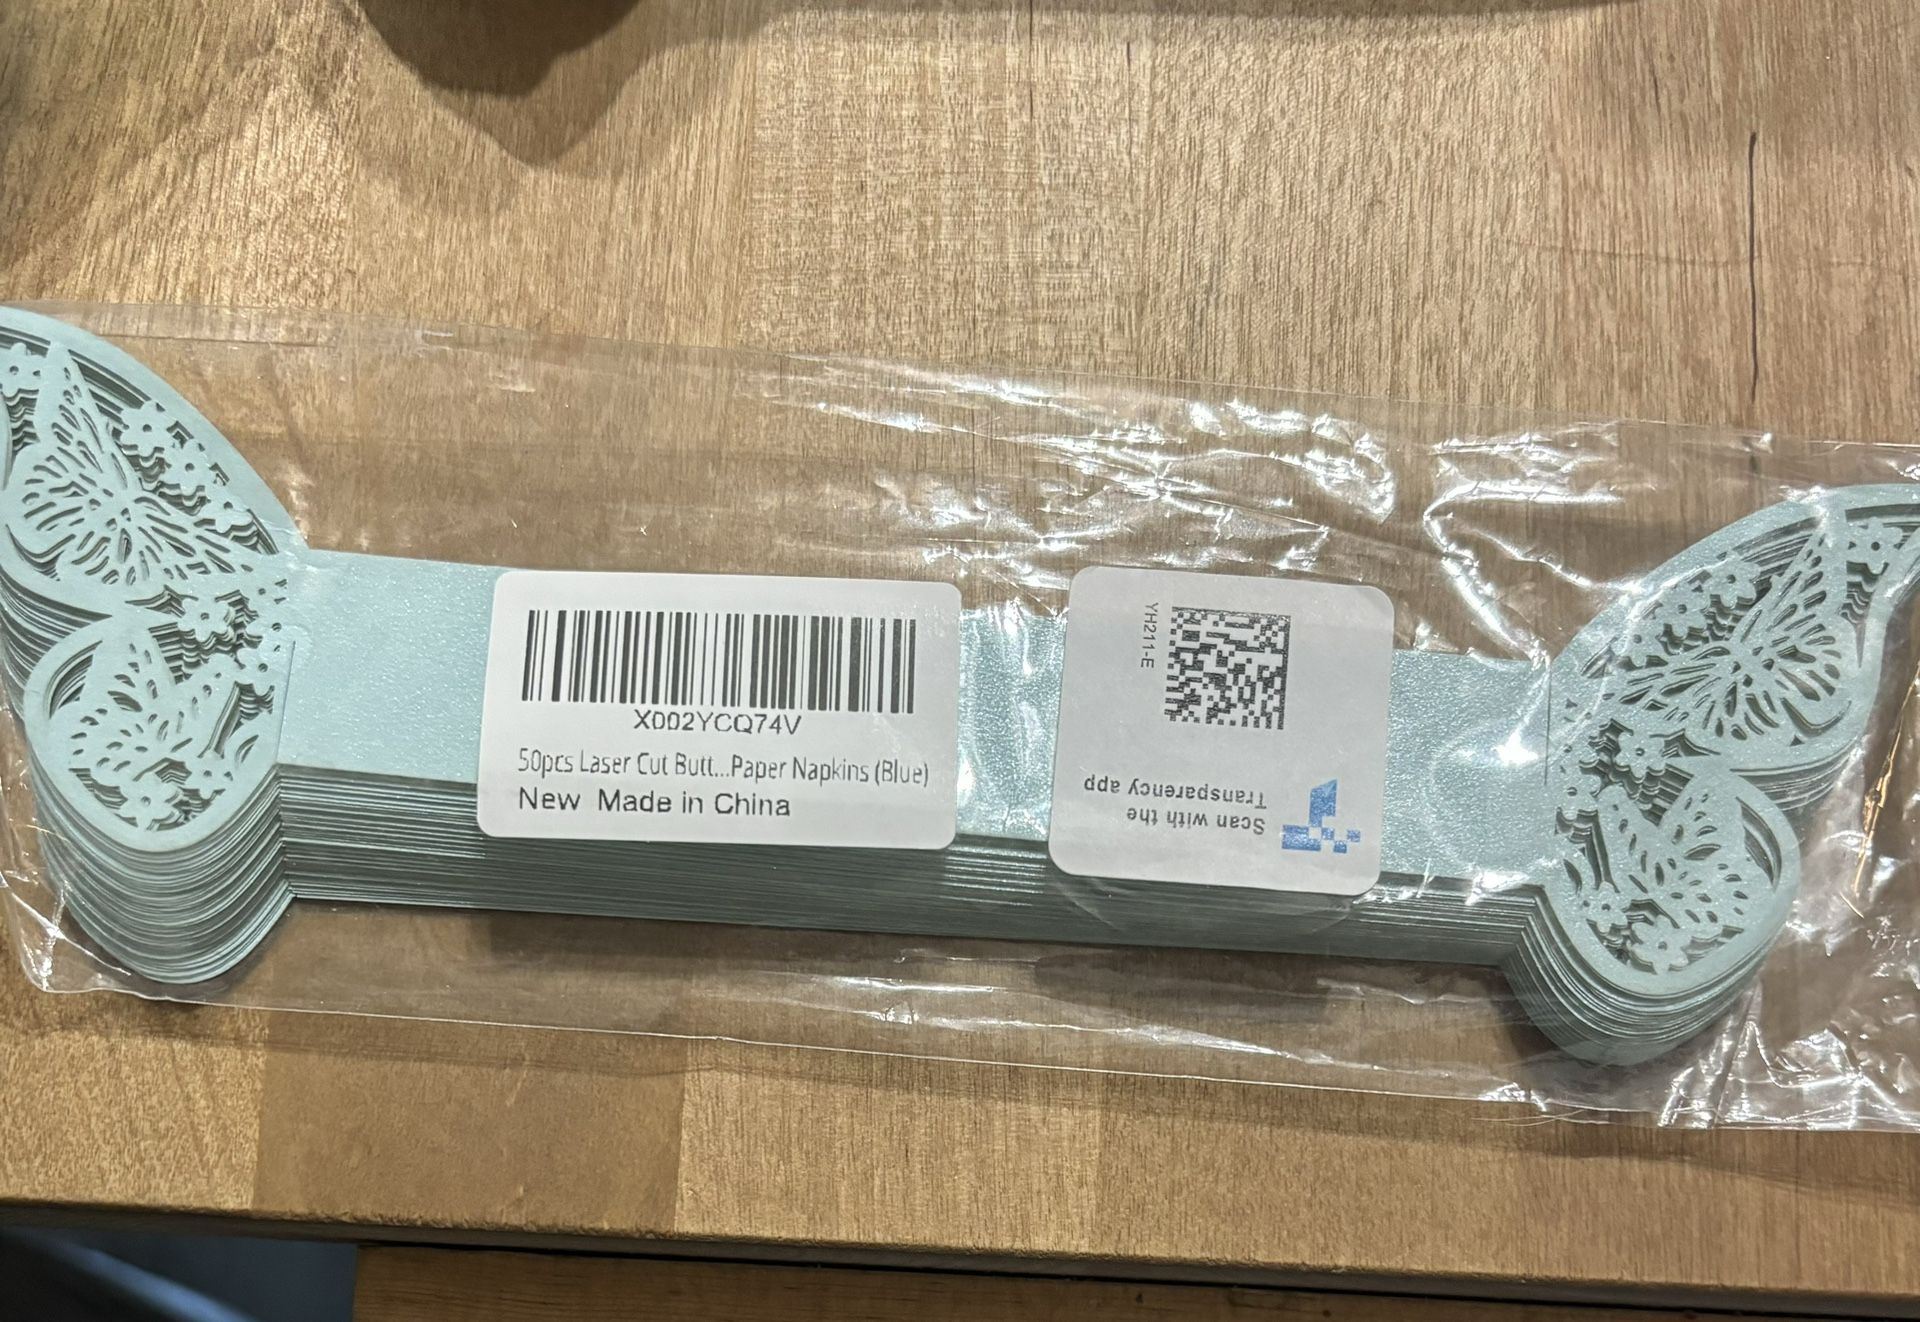 X002YCQ74V
50pcs Laser Cut Butt...Paper Napkins (Blue)
New Made in China
YH211-E
Scan with the
Transparency app